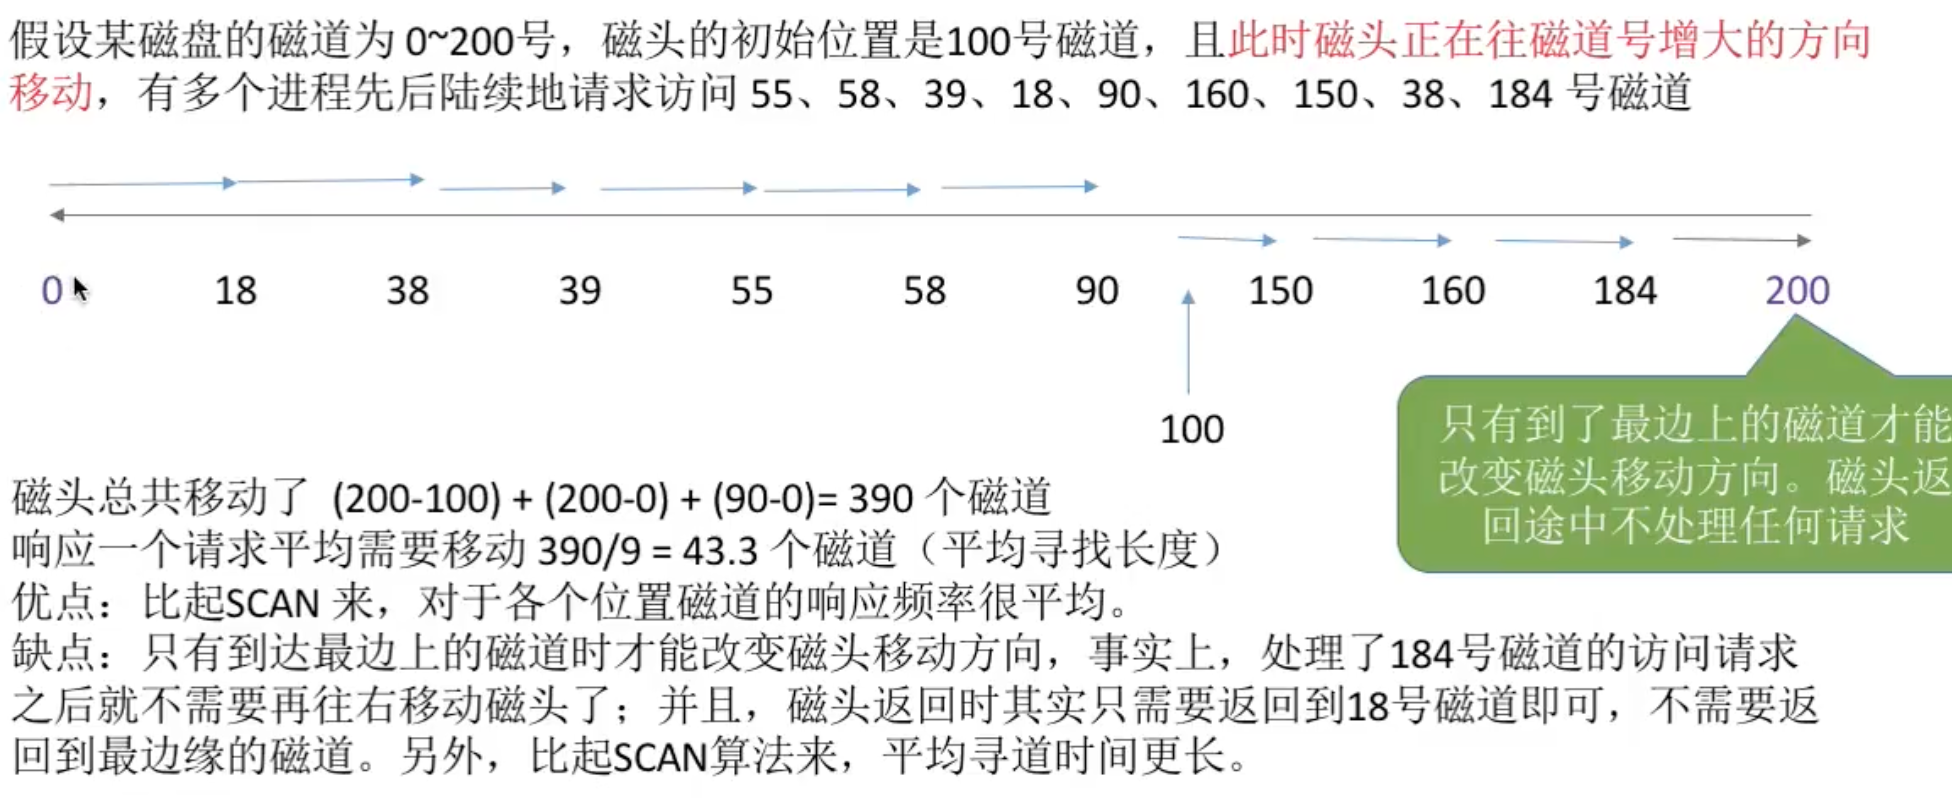 假设某磁盘的磁道为 0~200号，磁头的初始位置是100号磁道，且此时磁头正在往磁道号增大的方向
移动，有多个进程先后陆续地请求访问 55、58、39、18、90、160、150、38、184 号磁道
0 18 38 39 55 58 90 150 160 184 200
100
只有到了最边上的磁道才能
改变磁头移动方向。磁头返
回途中不处理任何请求
磁头总共移动了 (200-100) + (200-0) + (90-0)= 390 个磁道
响应一个请求平均需要移动 390/9 = 43.3 个磁道（平均寻找长度）
优点：比起SCAN 来，对于各个位置磁道的响应频率很平均。
缺点：只有到达最边上的磁道时才能改变磁头移动方向，事实上，处理了184号磁道的访问请求
之后就不需要再往右移动磁头了；并且，磁头返回时其实只需要返回到18号磁道即可，不需要返
回到最边缘的磁道。另外，比起SCAN算法来，平均寻道时间更长。